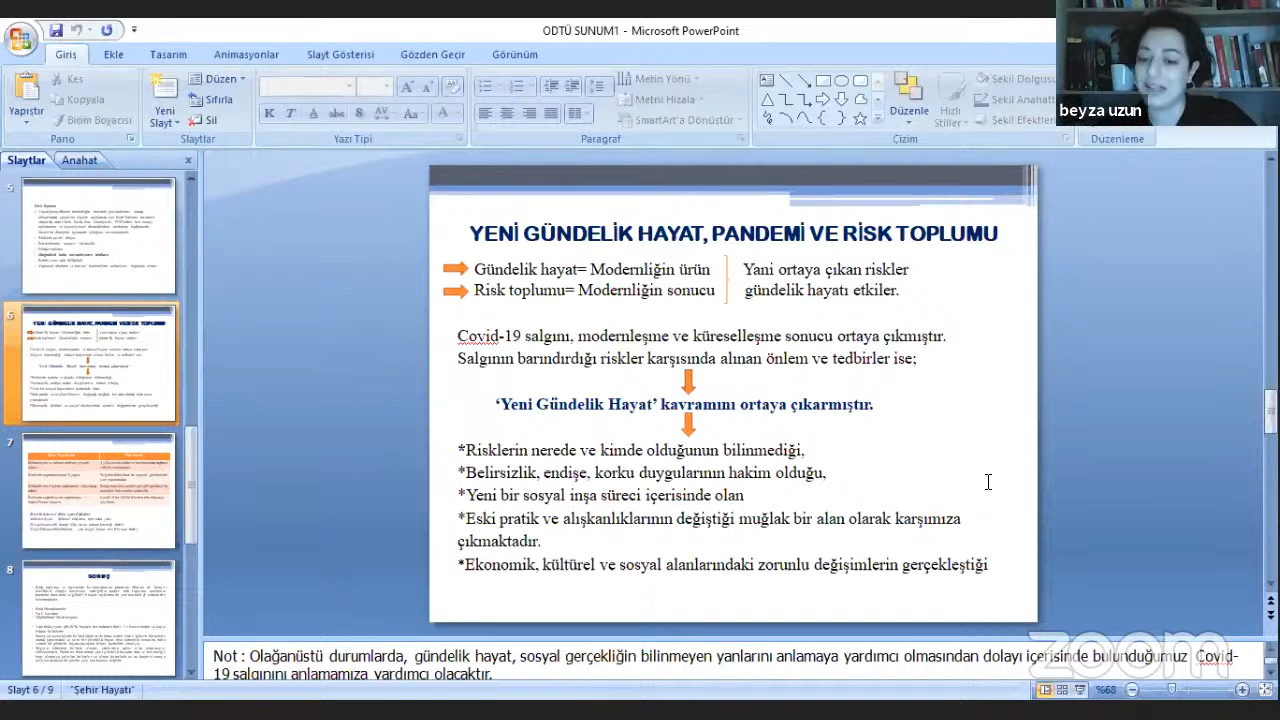 ODTÜ SUNUM1 - Microsoft PowerPoint
Giriş Ekle Tasarım Animasyonlar Slayt Gösterisi Gözden Geçir Görünüm
Yapıştır
Kes
Kopyala
Biçim Boyacısı
Pano
Yeni Slayt
Düzen
Sıfırla
Sil
Slaytlar
Yazı Tipi
Metin Yönü
Metni Hizala
SmartArt'a Dönüştür
Paragraf
Düzenle
Hızlı Stiller
Şekil Dolgusu
Şekil Anahattı
Şekil Efektleri
Çizim
Düzenleme
beyza uzun
Slaytlar Anahat
5
6
7
8
YENİ GÜNDELİK HAYAT, PANDEMİ VE RİSK TOPLUMU
Gündelik hayat= Modernliğin ürün
Risk toplumu= Modernliğin sonucu
Yani ortaya çıkan riskler
gündelik hayatı etkiler.
Covid-19 salgını, modernleşme ve küreselleşme sonucu ortaya çıkmıştır.
Salgının barındırdığı riskler karşısında alınan önlem ve tedbirler ise;
‘Yeni Gündelik Hayat’ kavramını ortaya çıkarmıştır.
*Risklerin nerde ve kimde olduğunun bilinmediği,
*Belirsizlik, endişe korku duygularının hakim olduğu,
*Yeni bir sosyal inşa süreci içerisinde olan
*Eski pratik ve alışkanlıklarının değiştiği muğlak bir alan olarak karşımıza
çıkmaktadır.
*Ekonomik, kültürel ve sosyal alanlarındaki zorunlu değişimlerin gerçekleştiği
Not : Olağanüstü durumlarda, gündelik hayat, sosyal gerçekliğin bilinmeyen yanlarını anlamaya yardımcı olmasından dolayı içerisinde bulunduğumuz Covid-
19 salgınını anlamamıza yardımcı olacaktır.
zoom
Slayt 6 / 9 "Şehir Hayatı" %68